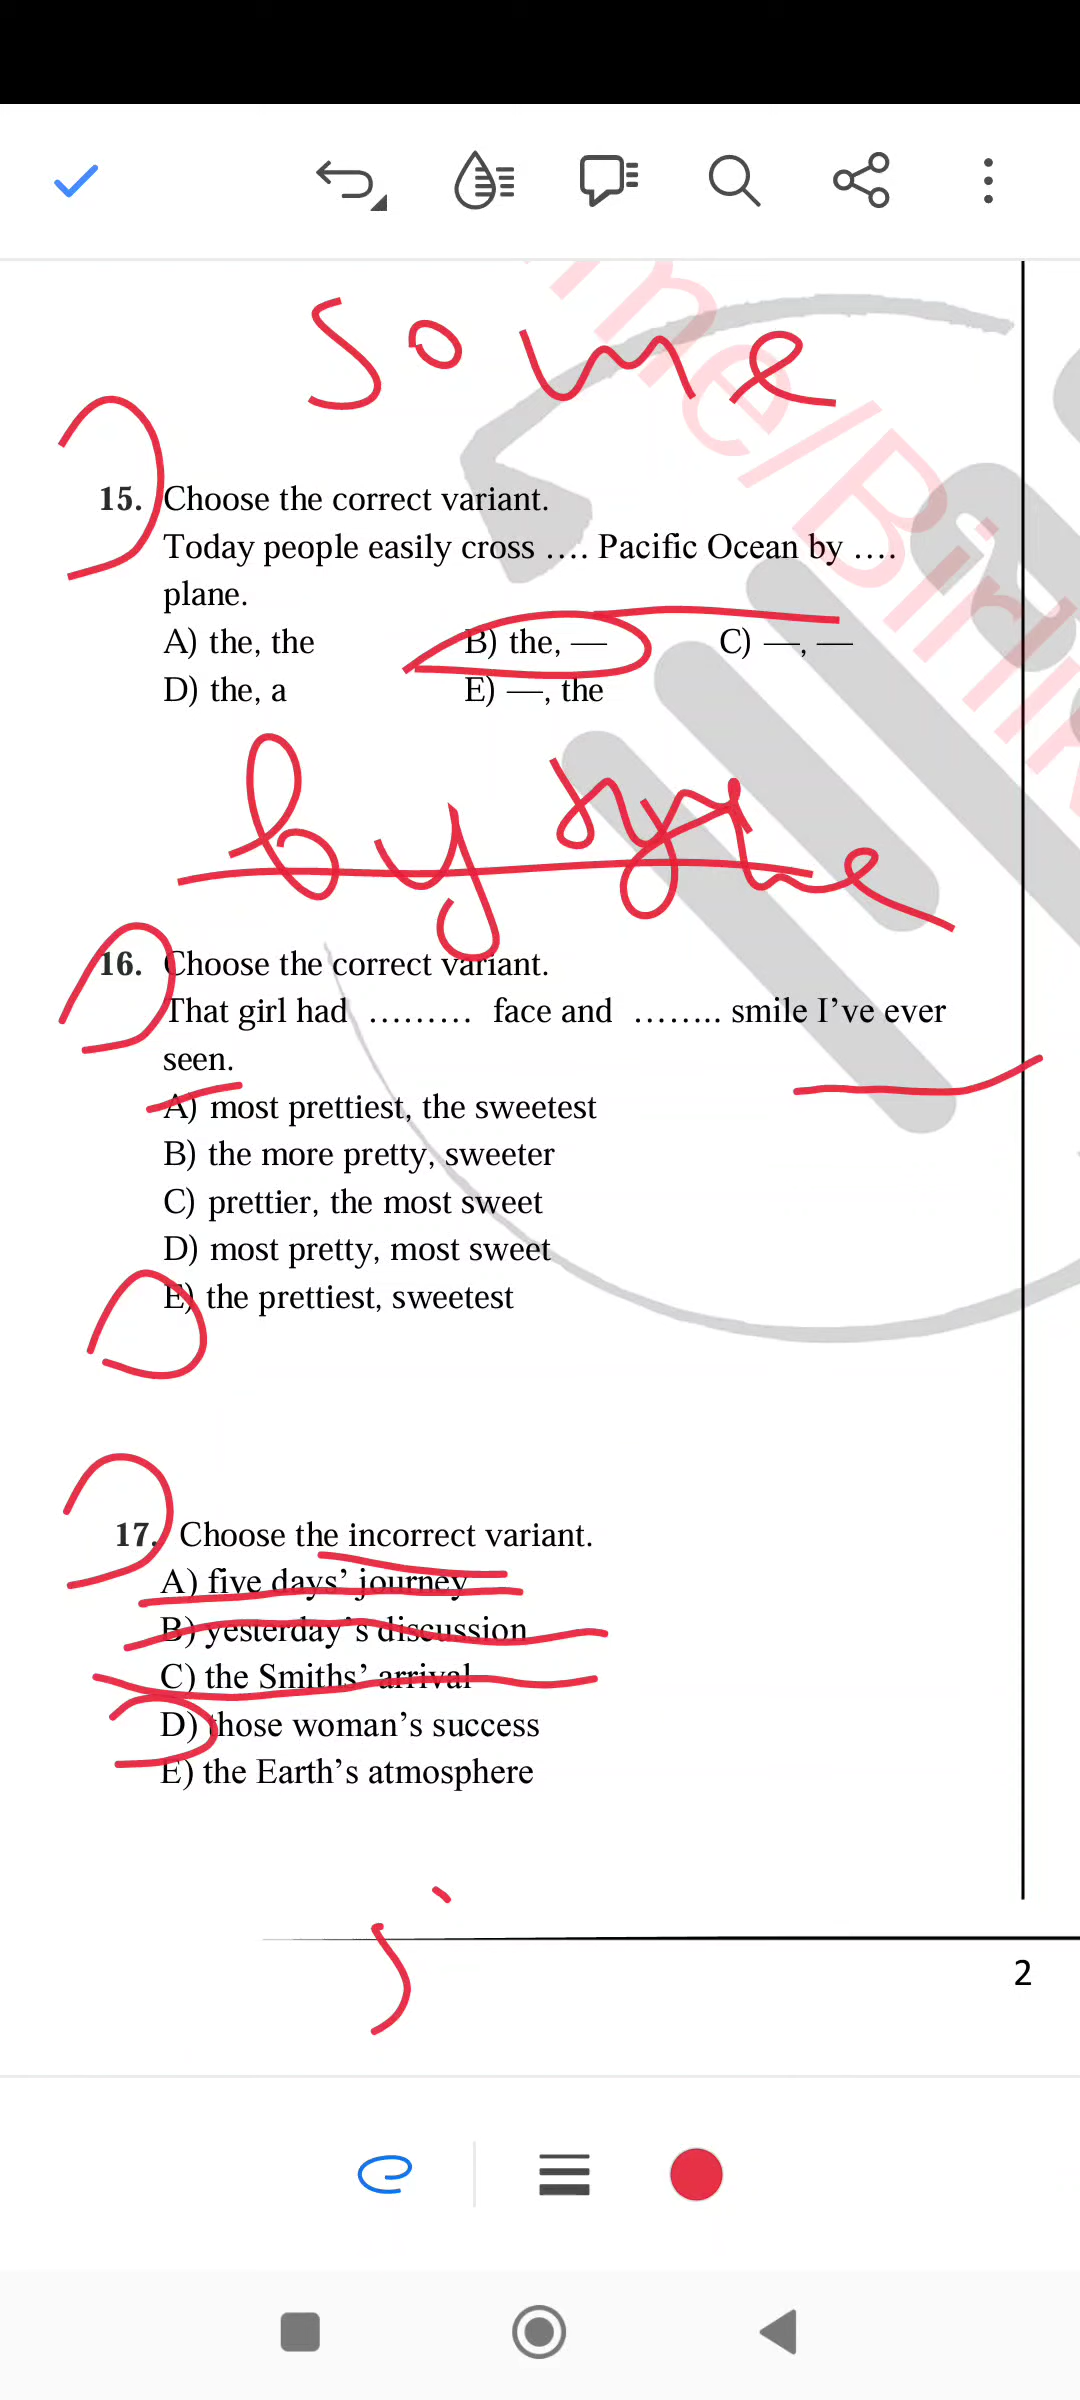 me/Birlik
some
15. Choose the correct variant.
Today people easily cross .... Pacific Ocean by ....
plane.
A) the, the B) the, — C) —, —
D) the, a E) —, the
by
16. Choose the correct variant.
That girl had ......... face and ........ smile I've ever
seen.
A) most prettiest, the sweetest
B) the more pretty, sweeter
C) prettier, the most sweet
D) most pretty, most sweet
E) the prettiest, sweetest
17. Choose the incorrect variant.
A) five days' journey
B) yesterday's discussion
C) the Smiths' arrival
D) those woman's success
E) the Earth's atmosphere
2